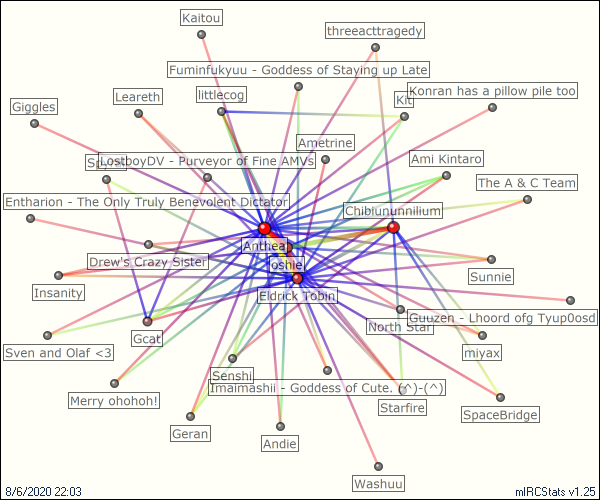 Kaitou
threeacttragedy
Fuminfukyuu - Goddess of Staying up Late
Konran has a pillow pile too
Giggles
Leareth
littlecog
Kit
Ametrine
LostboyDV - Purveyor of Fine AMVs
Ami Kintaro
The A & C Team
Entharion - The Only Truly Benevolent Dictator
Chibiununnilium
Anthea
Drew's Crazy Sister
Joshie
Sunnie
Insanity
Eldrick Tobin
Guuzen - Lhoord ofg Tyup0osd
North Star
Gcat
Sven and Olaf <3
miyax
Senshi
Imaimashii - Goddess of Cute. (^)-(^)
Merry ohohoh!
Starfire
SpaceBridge
Geran
Andie
Washuu
8/6/2020 22:03
mIRCStats v1.25